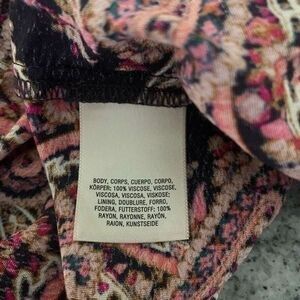 BODY, CORPS, CUERPO, CORPO,
KÖRPER: 100% VISCOSE, VISCOSE,
VISCOSA, VISCOSA, VISKOSE;
LINING, DOUBLURE, FORRO,
FODERA, FUTTERSTOFF: 100%
RAYON, RAYONNE, RAYÓN,
RAION, KUNSTSEIDE